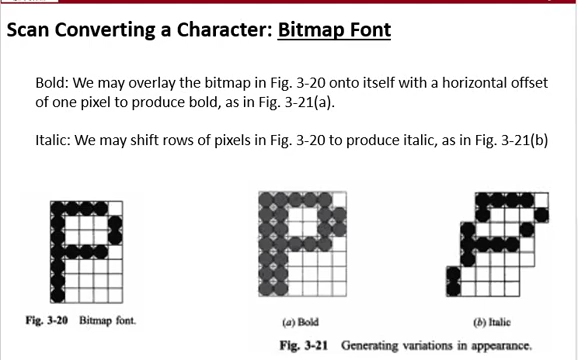 Scan Converting a Character: Bitmap Font
Bold: We may overlay the bitmap in Fig. 3-20 onto itself with a horizontal offset
of one pixel to produce bold, as in Fig. 3-21(a).
Italic: We may shift rows of pixels in Fig. 3-20 to produce italic, as in Fig. 3-21(b)
Fig. 3-20 Bitmap font.
(a) Bold
(b) Italic
Fig. 3-21 Generating variations in appearance.